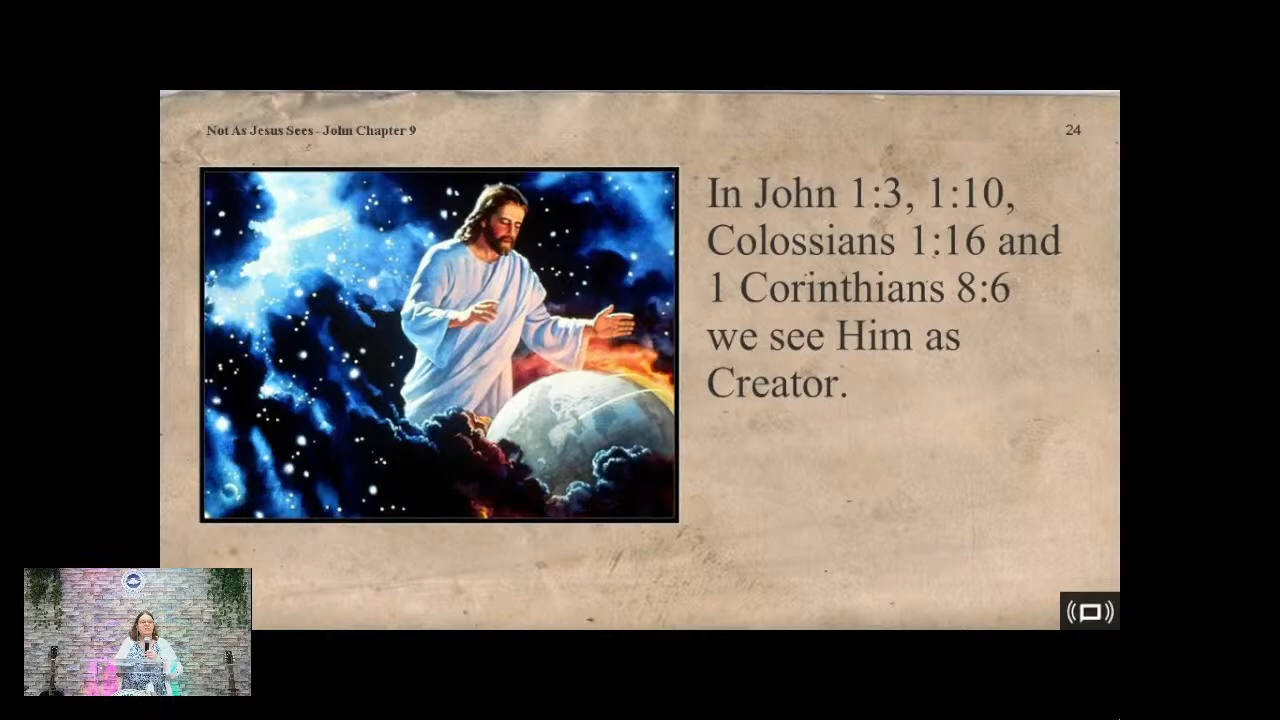 Not As Jesus Sees - John Chapter 9
24
In John 1:3, 1:10,
Colossians 1:16 and
1 Corinthians 8:6
we see Him as
Creator.